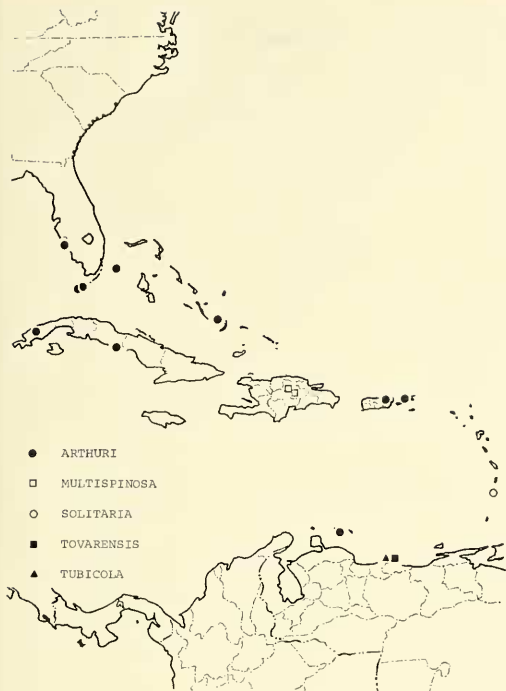 ARTHURI
MULTISPINOSA
SOLITARIA
TOVARENSIS
TUBICOLA